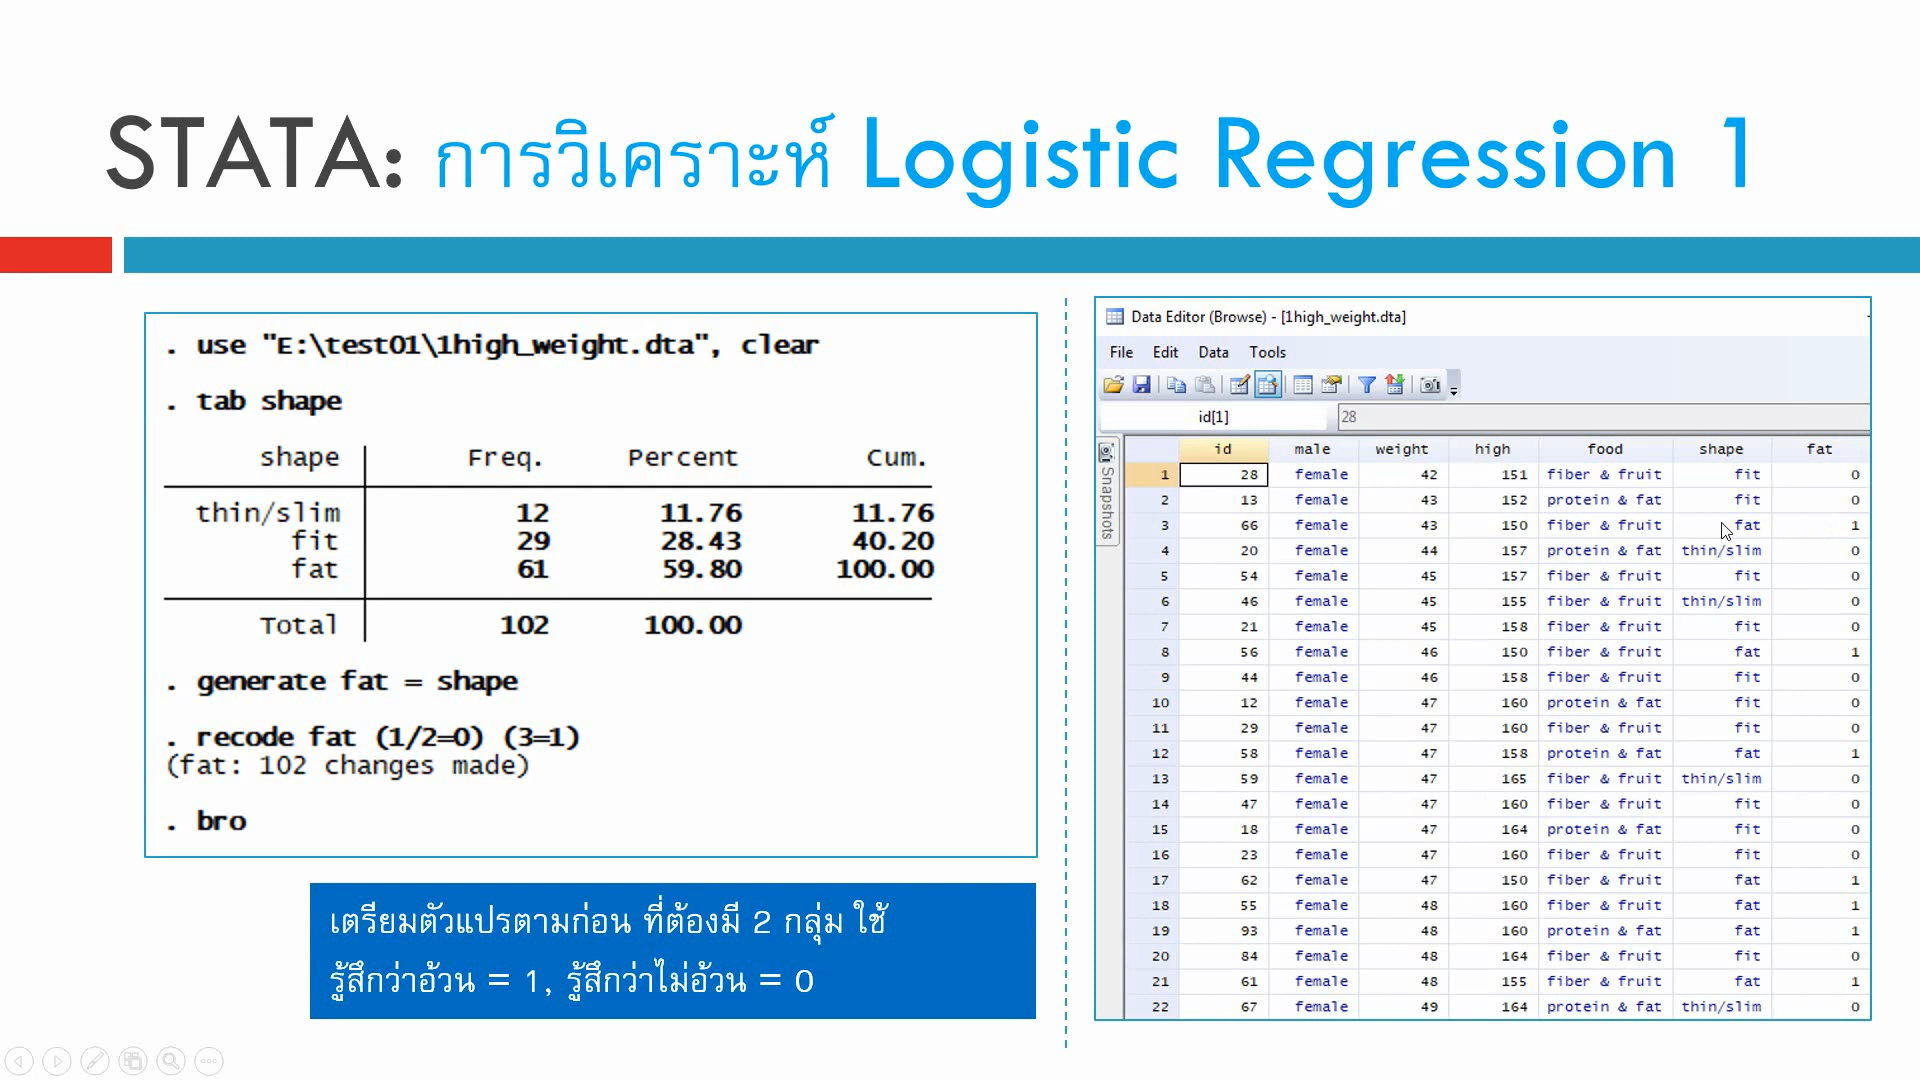 STATA: การวิเคราะห์ Logistic Regression 1
. use "E:\test01\1high_weight.dta", clear
. tab shape
shape Freq. Percent Cum.
thin/slim 12 11.76 11.76
fit 29 28.43 40.20
fat 61 59.80 100.00
Total 102 100.00
. generate fat = shape
. recode fat (1/2=0) (3=1)
(fat: 102 changes made)
. bro
เตรียมตัวแปรตามก่อน ที่ต้องมี 2 กลุ่ม ใช้
รู้สึกว่าอ้วน = 1, รู้สึกว่าไม่อ้วน = 0
Data Editor (Browse) - [1high_weight.dta]
File Edit Data Tools
id[1] 28
Snapshots
id male weight high food shape fat
1 28 female 42 151 fiber & fruit fit 0
2 13 female 43 152 protein & fat fit 0
3 66 female 43 150 fiber & fruit fat 1
4 20 female 44 157 protein & fat thin/slim 0
5 54 female 45 157 fiber & fruit fit 0
6 46 female 45 155 fiber & fruit thin/slim 0
7 21 female 45 158 fiber & fruit fit 0
8 56 female 46 150 fiber & fruit fat 1
9 44 female 46 158 fiber & fruit fit 0
10 12 female 47 160 protein & fat fit 0
11 29 female 47 160 fiber & fruit fit 0
12 58 female 47 158 protein & fat fat 1
13 59 female 47 165 fiber & fruit thin/slim 0
14 47 female 47 160 fiber & fruit fit 0
15 18 female 47 164 protein & fat fit 0
16 23 female 47 160 fiber & fruit fit 0
17 62 female 47 150 fiber & fruit fat 1
18 55 female 48 160 fiber & fruit fat 1
19 93 female 48 160 protein & fat fat 1
20 84 female 48 164 fiber & fruit fit 0
21 61 female 48 155 fiber & fruit fat 1
22 67 female 49 164 protein & fat thin/slim 0